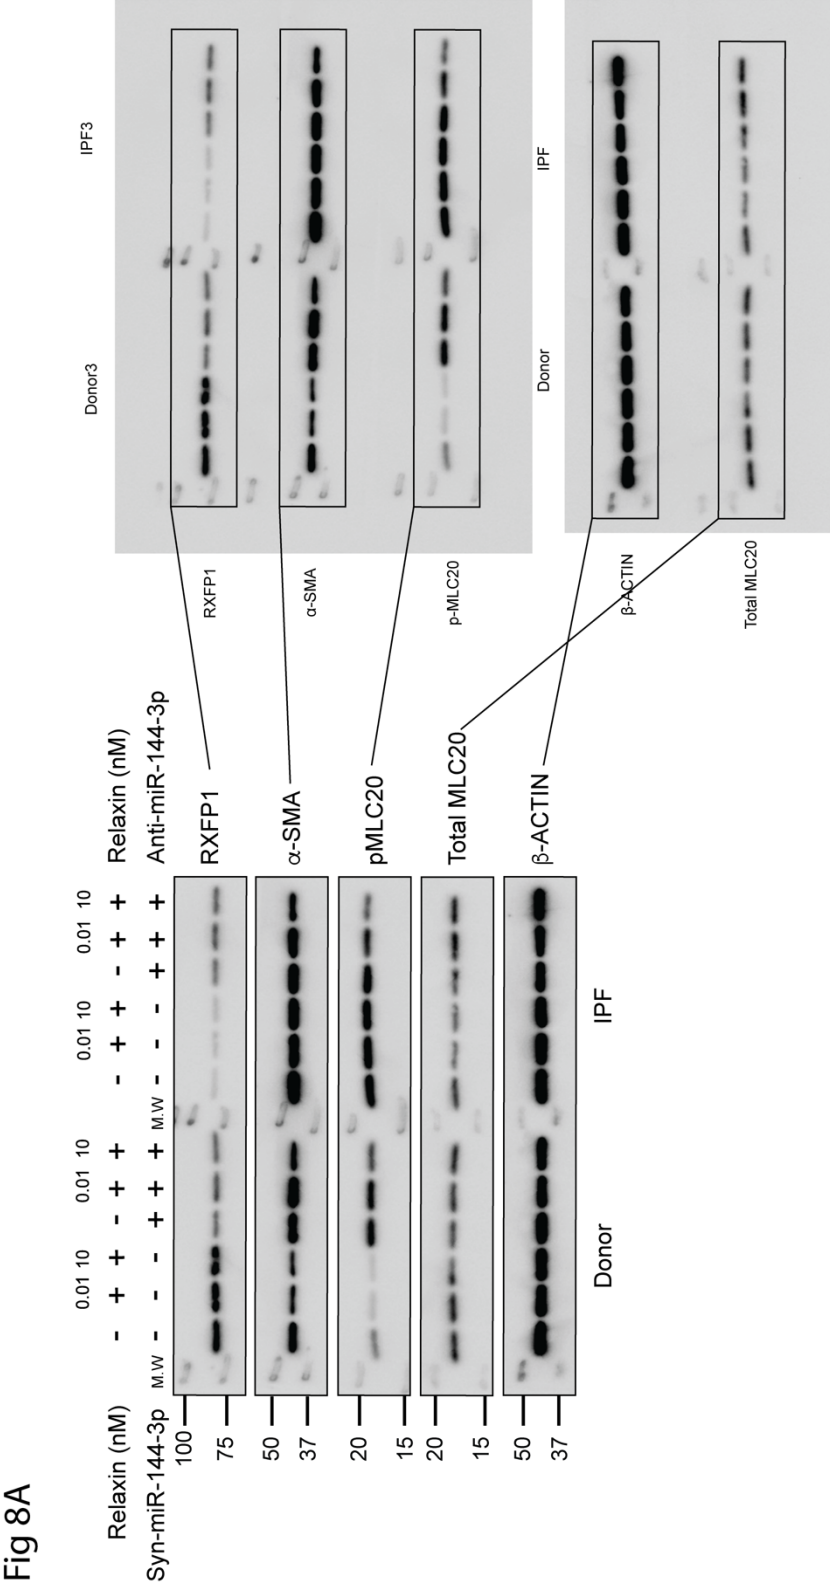 Fig 8A
0.01 10 0.01 10 0.01 10 0.01 10
Relaxin (nM) - + + - + + - + + - + + Relaxin (nM)
Syn-miR-144-3p M.W - - - + + + M.W - - - + + + Anti-miR-144-3p
100
75
RXFP1
50
37
α-SMA
20
15
pMLC20
20
15
Total MLC20
50
37
β-ACTIN
Donor IPF
Donor3 IPF3
RXFP1
α-SMA
p-MLC20
Donor IPF
β-ACTIN
Total MLC20